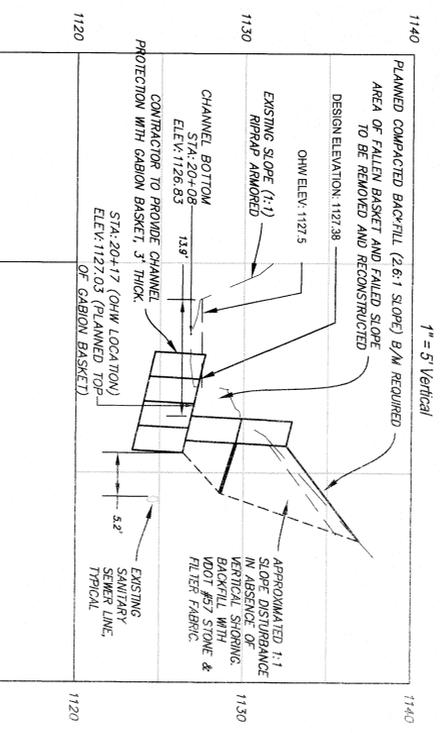 1" = 5' Vertical
1140
1130
1120
PLANNED COMPACTED BACKFILL (2.6:1 SLOPE) B/M REQUIRED
AREA OF FALLEN BASKET AND FAILED SLOPE
TO BE REMOVED AND RECONSTRUCTED
DESIGN ELEVATION: 1127.38
OHW ELEV: 1127.5
EXISTING SLOPE (1:1)
RIPRAP ARMORED
CHANNEL BOTTOM
STA: 20+08
ELEV: 1126.83
13.9'
CONTRACTOR TO PROVIDE CHANNEL
PROTECTION WITH GABION BASKET, 3' THICK.
STA: 20+17 (OHW LOCATION)
ELEV: 1127.03 (PLANNED TOP
OF GABION BASKET)
APPROXIMATED 1:1
SLOPE DISTURBANCE
IN ABSENCE OF
VERTICAL SHORING.
BACKFILL WITH
VDOT #57 STONE &
FILTER FABRIC.
5.2'
EXISTING
SANITARY
SEWER LINE,
TYPICAL
1140
1130
1120